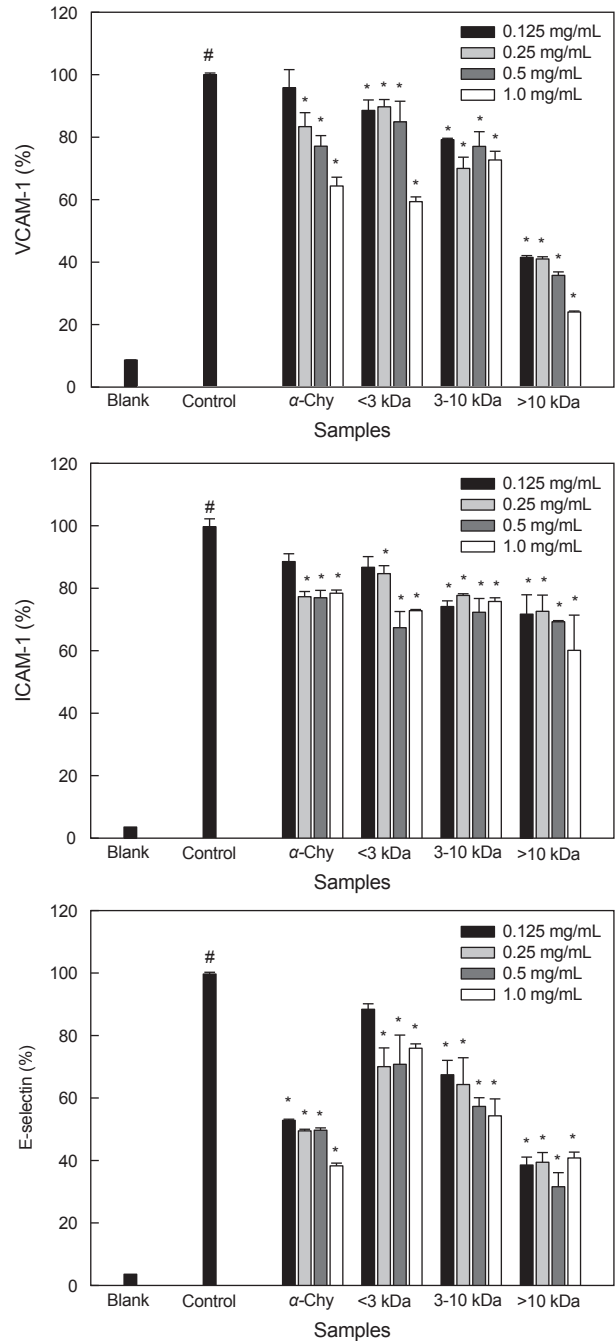 120
100
80
60
40
20
0
VCAM-1 (%)
#
* * *
* * * *
* * * *
* * * *
0.125 mg/mL
0.25 mg/mL
0.5 mg/mL
1.0 mg/mL
Blank Control α-Chy <3 kDa 3-10 kDa >10 kDa
Samples
120
100
80
60
40
20
0
ICAM-1 (%)
#
* * *
* * *
* * * *
* * * *
0.125 mg/mL
0.25 mg/mL
0.5 mg/mL
1.0 mg/mL
Blank Control α-Chy <3 kDa 3-10 kDa >10 kDa
Samples
120
100
80
60
40
20
0
E-selectin (%)
#
* * * *
* * *
* * * *
* * * *
0.125 mg/mL
0.25 mg/mL
0.5 mg/mL
1.0 mg/mL
Blank Control α-Chy <3 kDa 3-10 kDa >10 kDa
Samples